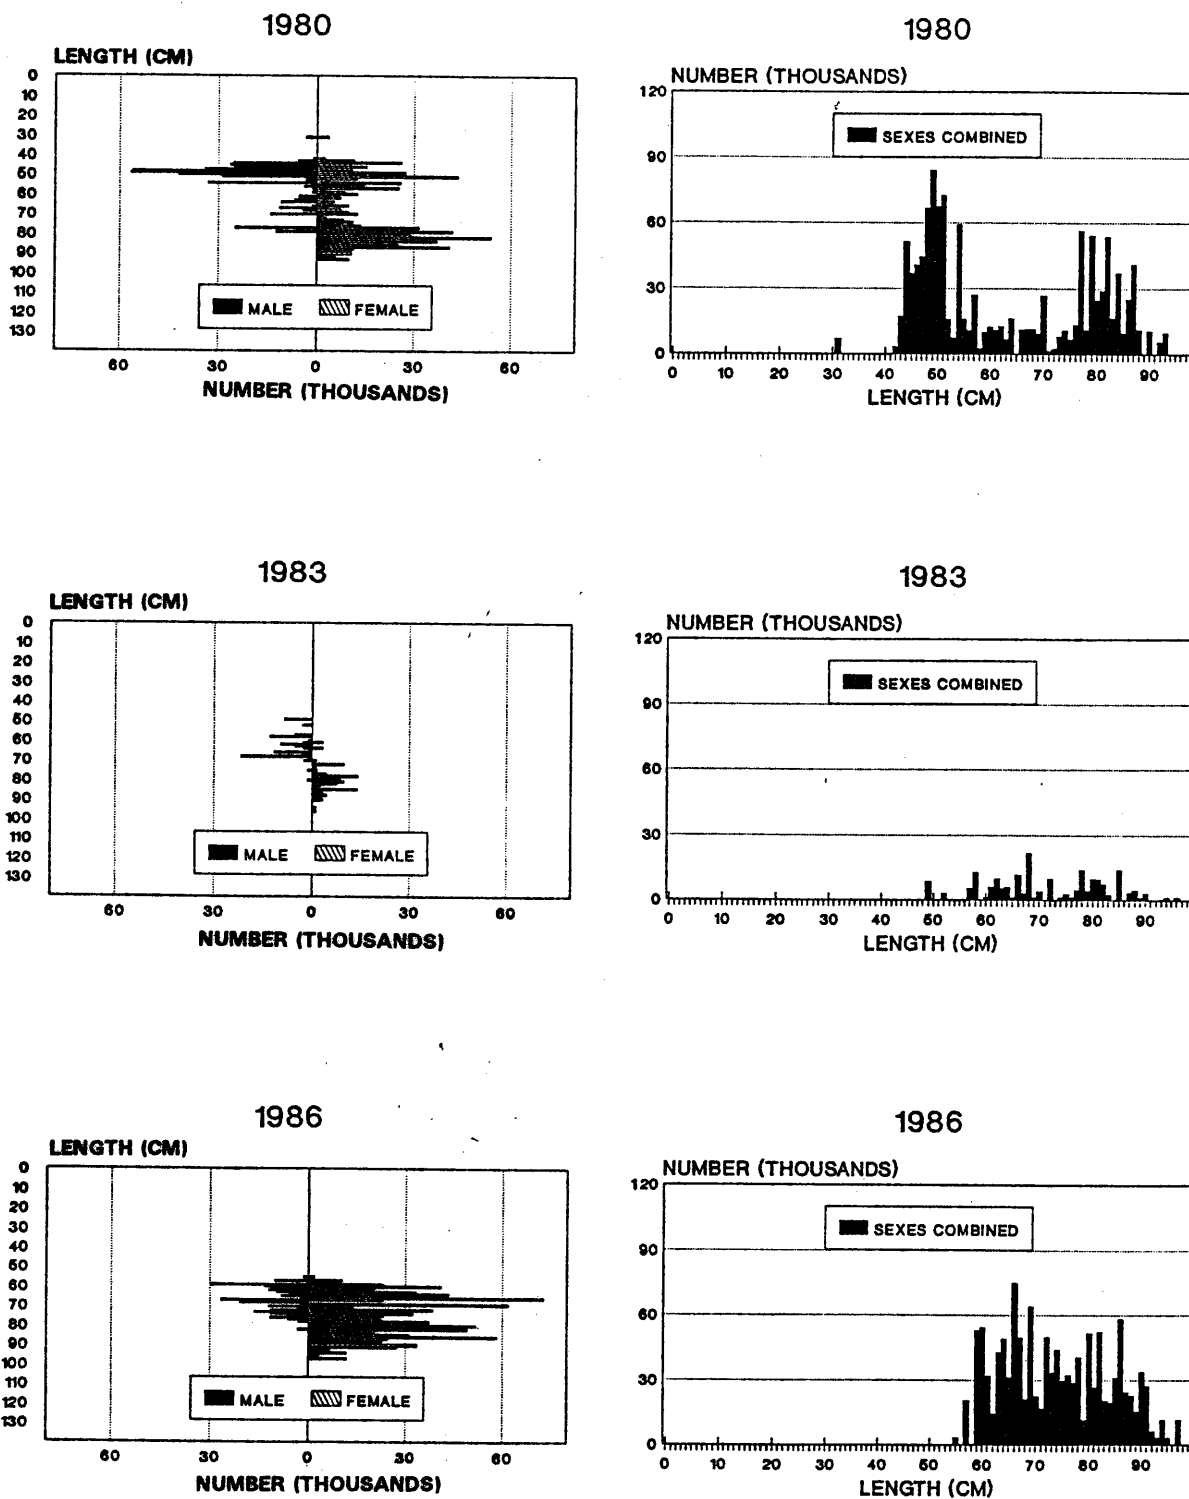 1980
LENGTH (CM)
0
10
20
30
40
50
60
70
80
90
100
110
120
130
MALE FEMALE
60 30 0 30 60
NUMBER (THOUSANDS)
1980
NUMBER (THOUSANDS)
120
90
60
30
0
SEXES COMBINED
0 10 20 30 40 50 60 70 80 90
LENGTH (CM)
1983
LENGTH (CM)
0
10
20
30
40
50
60
70
80
90
100
110
120
130
MALE FEMALE
60 30 0 30 60
NUMBER (THOUSANDS)
1983
NUMBER (THOUSANDS)
120
90
60
30
0
SEXES COMBINED
0 10 20 30 40 50 60 70 80 90
LENGTH (CM)
1986
LENGTH (CM)
0
10
20
30
40
50
60
70
80
90
100
110
120
130
MALE FEMALE
60 30 0 30 60
NUMBER (THOUSANDS)
1986
NUMBER (THOUSANDS)
120
90
60
30
0
SEXES COMBINED
0 10 20 30 40 50 60 70 80 90
LENGTH (CM)